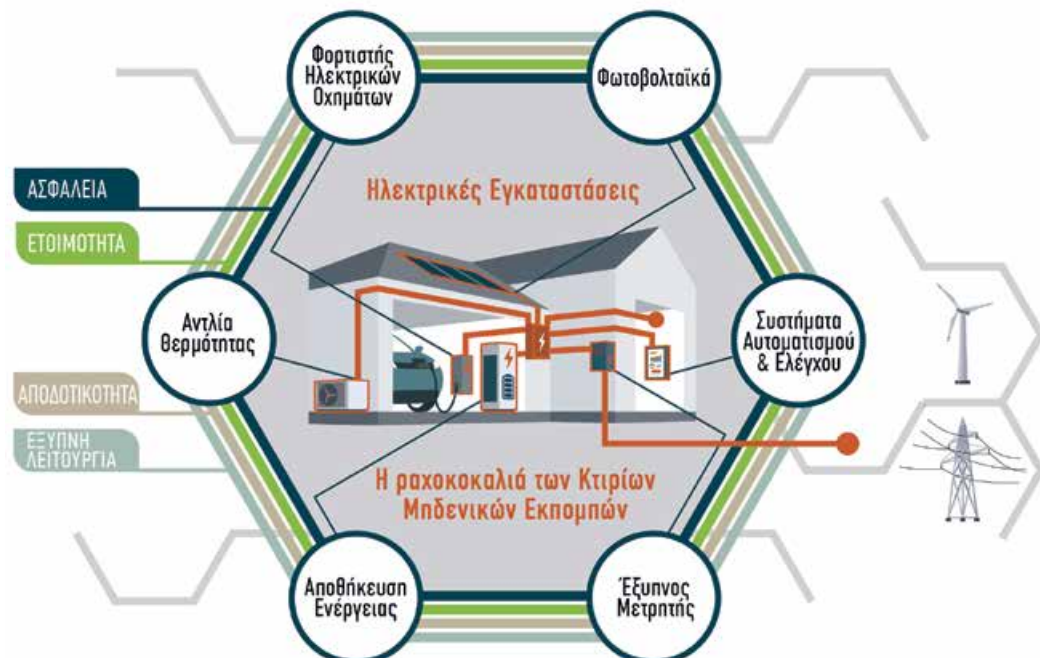 Φορτιστής
Ηλεκτρικών
Οχημάτων
Φωτοβολταϊκά
ΑΣΦΑΛΕΙΑ
Ηλεκτρικές Εγκαταστάσεις
ΕΤΟΙΜΟΤΗΤΑ
Αντλία
Θερμότητας
Συστήματα
Αυτοματισμού
& Ελέγχου
ΑΠΟΔΟΤΙΚΟΤΗΤΑ
ΕΞΥΠΝΗ
ΛΕΙΤΟΥΡΓΙΑ
Η ραχοκοκαλιά των Κτιρίων
Μηδενικών Εκπομπών
Αποθήκευση
Ενέργειας
Έξυπνος
Μετρητής